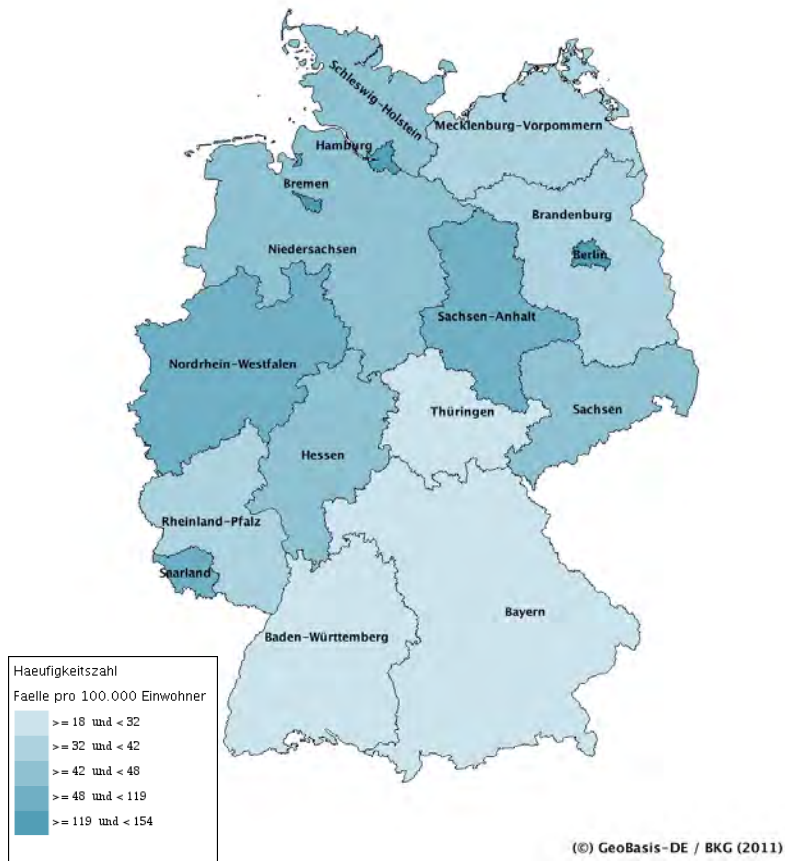 Schleswig-Holstein
Mecklenburg-Vorpommern
Hamburg
Bremen
Brandenburg
Niedersachsen
Berlin
Sachsen-Anhalt
Nordrhein-Westfalen
Thüringen
Sachsen
Hessen
Rheinland-Pfalz
Saarland
Bayern
Baden-Württemberg
Haeufigkeitszahl
Faelle pro 100.000 Einwohner
>= 18 und < 32
>= 32 und < 42
>= 42 und < 48
>= 48 und < 119
>= 119 und < 154
(©) GeoBasis-DE / BKG (2011)